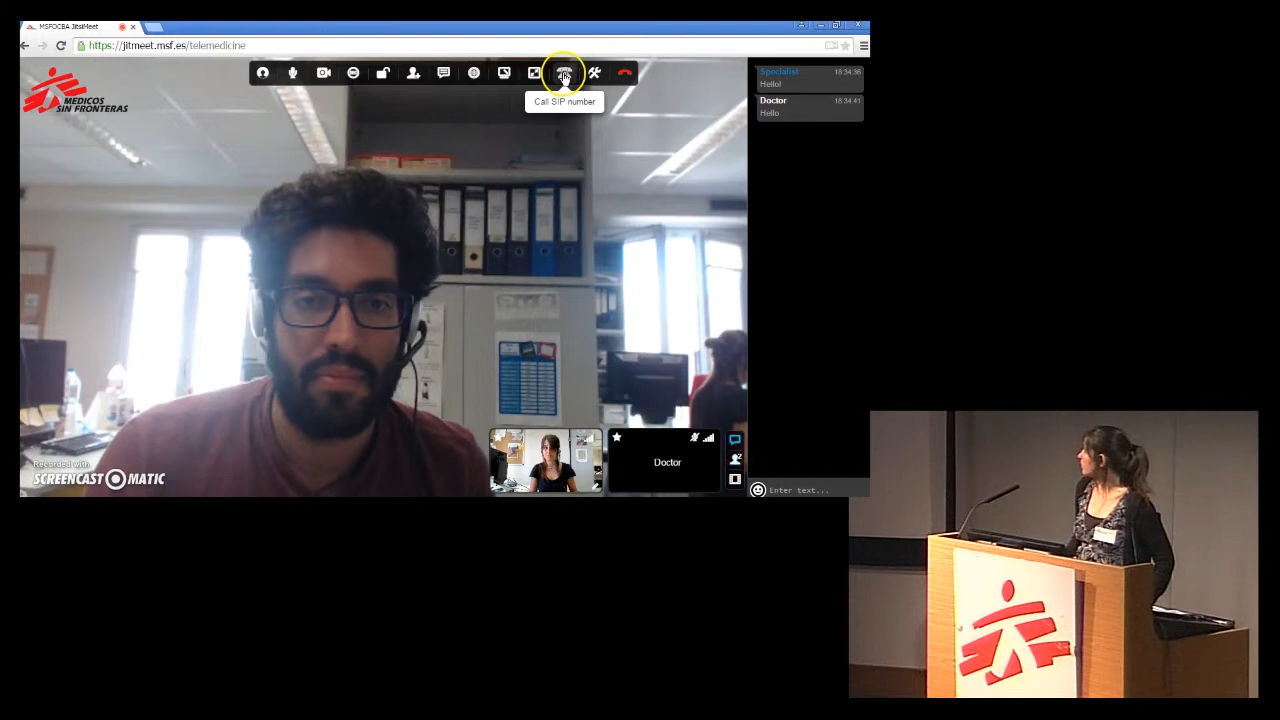 MSFOCBA JitsiMeet
https://jitmeet.msf.es/telemedicine
MEDICOS
SIN FRONTERAS
Call SIP number
Specialist 18:34:36
Hello!
Doctor 18:34:41
Hello
Doctor
Recorded with
SCREENCAST MATIC
Enter text...